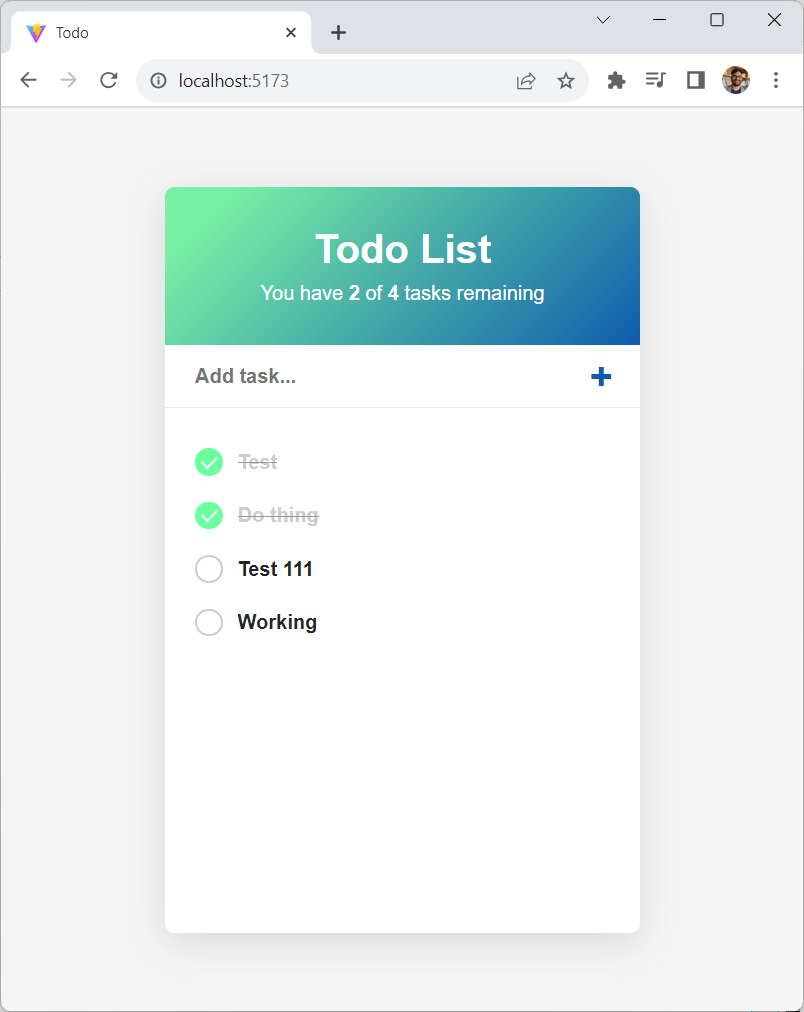 Todo
localhost:5173
Todo List
You have 2 of 4 tasks remaining
Add task...
Test
Do thing
Test 111
Working